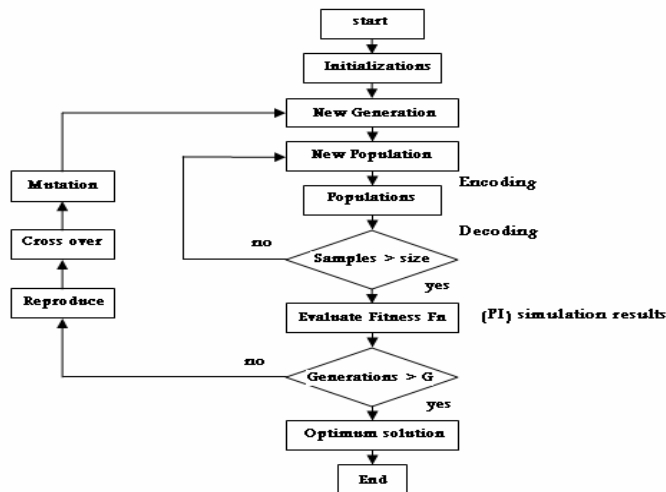 start
Initializations
New Generation
New Population
Mutation
Encoding
Populations
Cross over
no
Decoding
Samples > size
yes
Reproduce
Evaluate Fitness Fn
(PI) simulation results
no
Generations > G
yes
Optimum solution
End